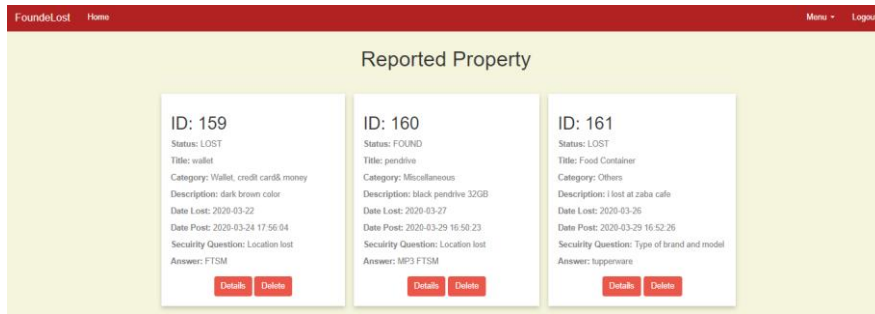 FoundeLost Home Menu Logou
Reported Property
ID: 159
Status: LOST
Title: wallet
Category: Wallet, credit card& money
Description: dark brown color
Date Lost: 2020-03-22
Date Post: 2020-03-24 17:56:04
Secuirity Question: Location lost
Answer: FTSM
Details Delete
ID: 160
Status: FOUND
Title: pendrive
Category: Miscellaneous
Description: black pendrive 32GB
Date Lost: 2020-03-27
Date Post: 2020-03-29 16:50:23
Secuirity Question: Location lost
Answer: MP3 FTSM
Details Delete
ID: 161
Status: LOST
Title: Food Container
Category: Others
Description: i lost at zaba cafe
Date Lost: 2020-03-26
Date Post: 2020-03-29 16:52:26
Secuirity Question: Type of brand and model
Answer: tupperware
Details Delete